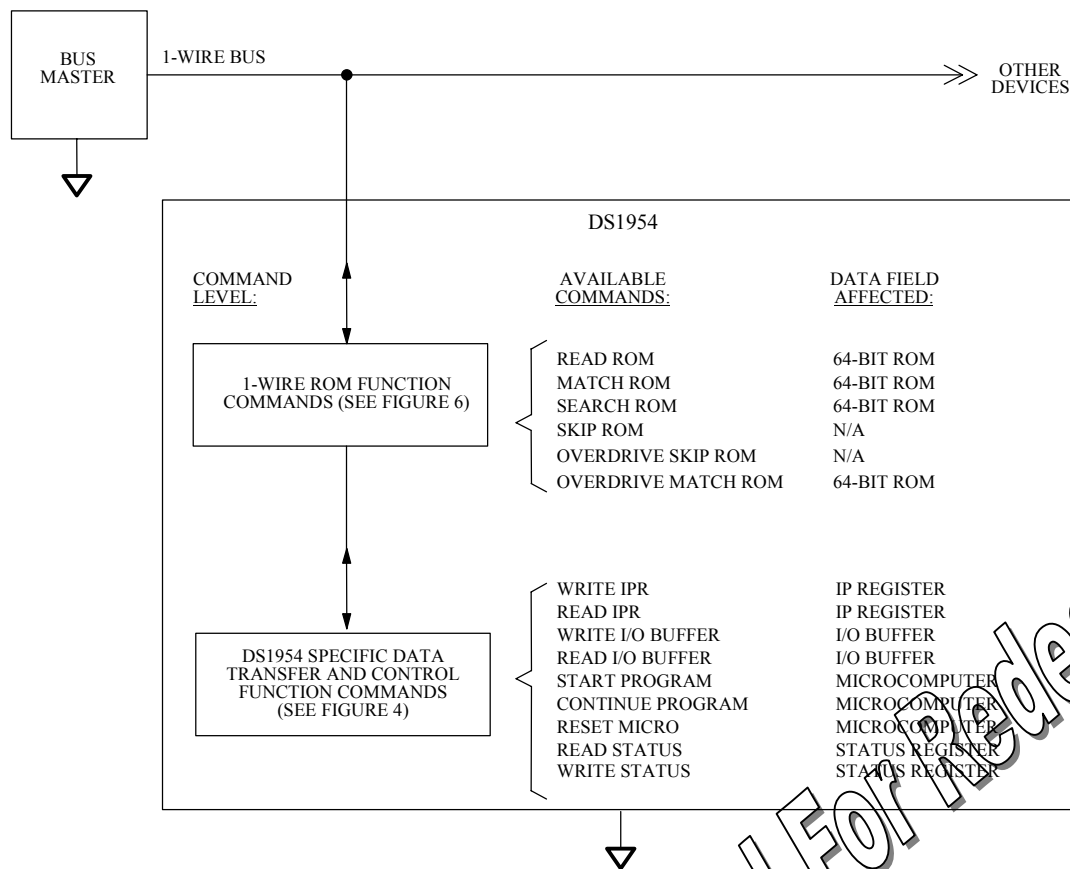 BUS
MASTER
1-WIRE BUS
OTHER
DEVICES
DS1954
COMMAND
LEVEL:
AVAILABLE
COMMANDS:
DATA FIELD
AFFECTED:
1-WIRE ROM FUNCTION
COMMANDS (SEE FIGURE 6)
READ ROM 64-BIT ROM
MATCH ROM 64-BIT ROM
SEARCH ROM 64-BIT ROM
SKIP ROM N/A
OVERDRIVE SKIP ROM N/A
OVERDRIVE MATCH ROM 64-BIT ROM
DS1954 SPECIFIC DATA
TRANSFER AND CONTROL
FUNCTION COMMANDS
(SEE FIGURE 4)
WRITE IPR IP REGISTER
READ IPR IP REGISTER
WRITE I/O BUFFER I/O BUFFER
READ I/O BUFFER I/O BUFFER
START PROGRAM MICROCOMPUTER
CONTINUE PROGRAM MICROCOMPUTER
RESET MICRO MICROCOMPUTER
READ STATUS STATUS REGISTER
WRITE STATUS STATUS REGISTER
For